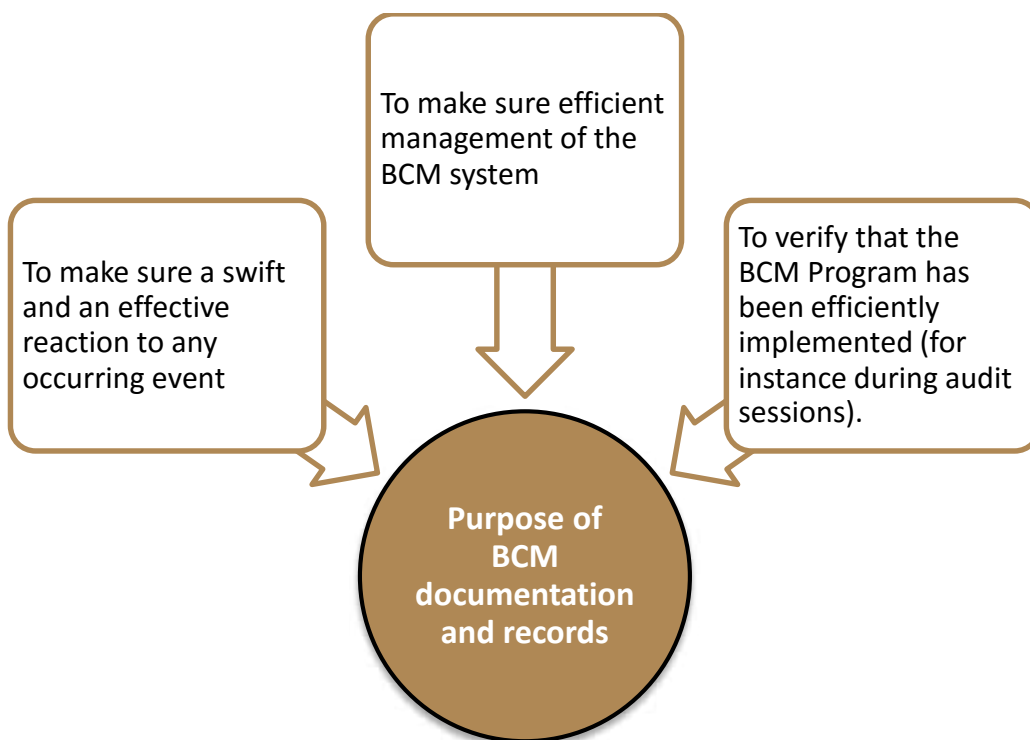 To make sure a swift
and an effective
reaction to any
occurring event
To make sure efficient
management of the
BCM system
To verify that the
BCM Program has
been efficiently
implemented (for
instance during audit
sessions).
Purpose of
BCM
documentation
and records